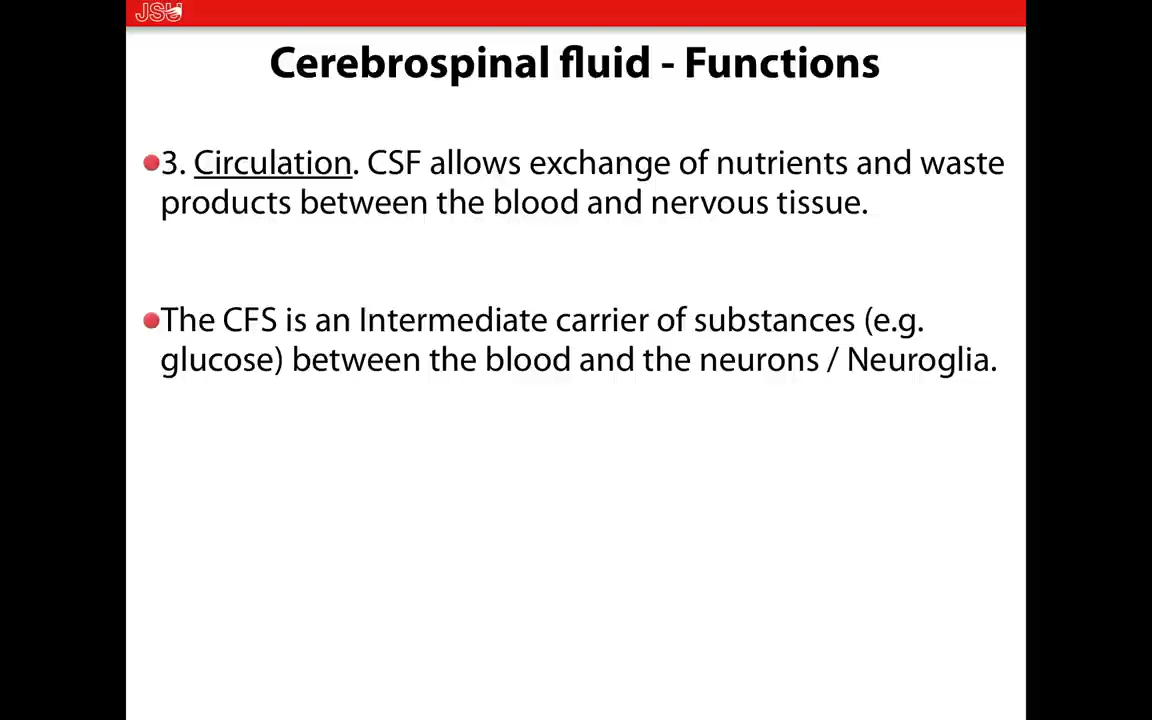 JSU
Cerebrospinal fluid - Functions
3. Circulation. CSF allows exchange of nutrients and waste
products between the blood and nervous tissue.
The CFS is an Intermediate carrier of substances (e.g.
glucose) between the blood and the neurons / Neuroglia.